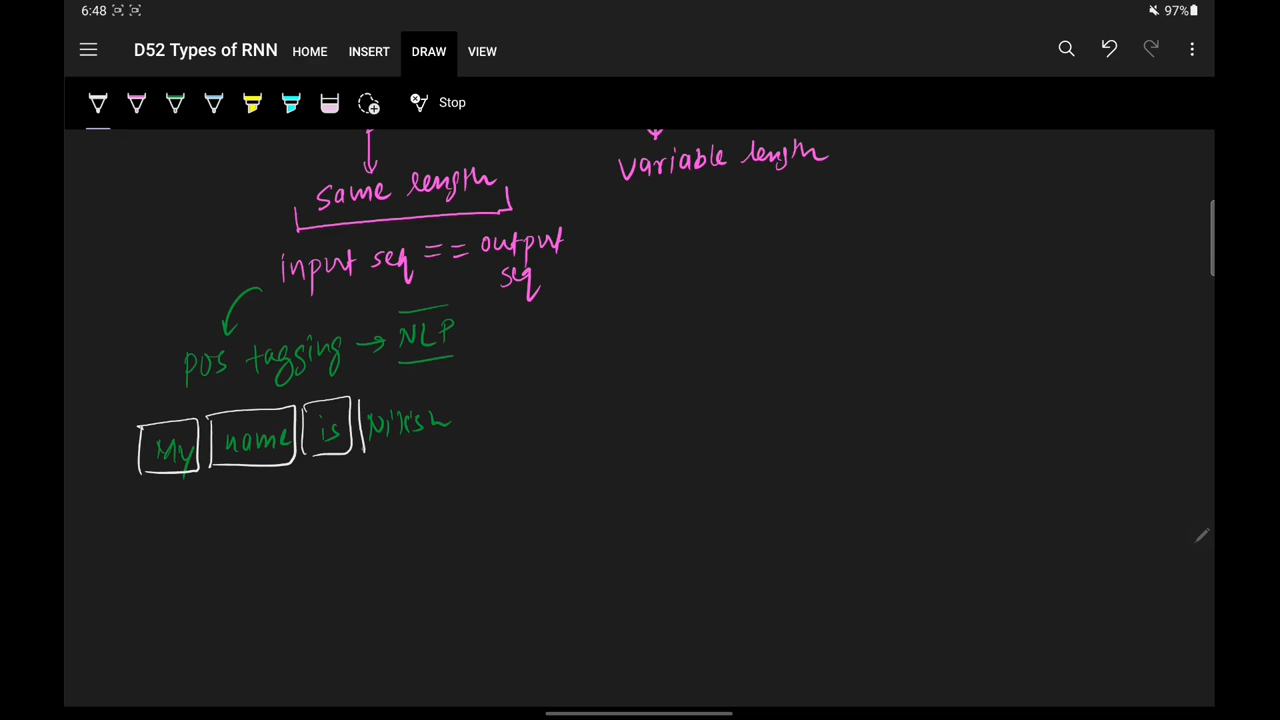 6:48 97%
D52 Types of RNN HOME INSERT DRAW VIEW
Stop
variable length
same length
input seq == output
seq
POS tagging → NLP
My name is Nitish